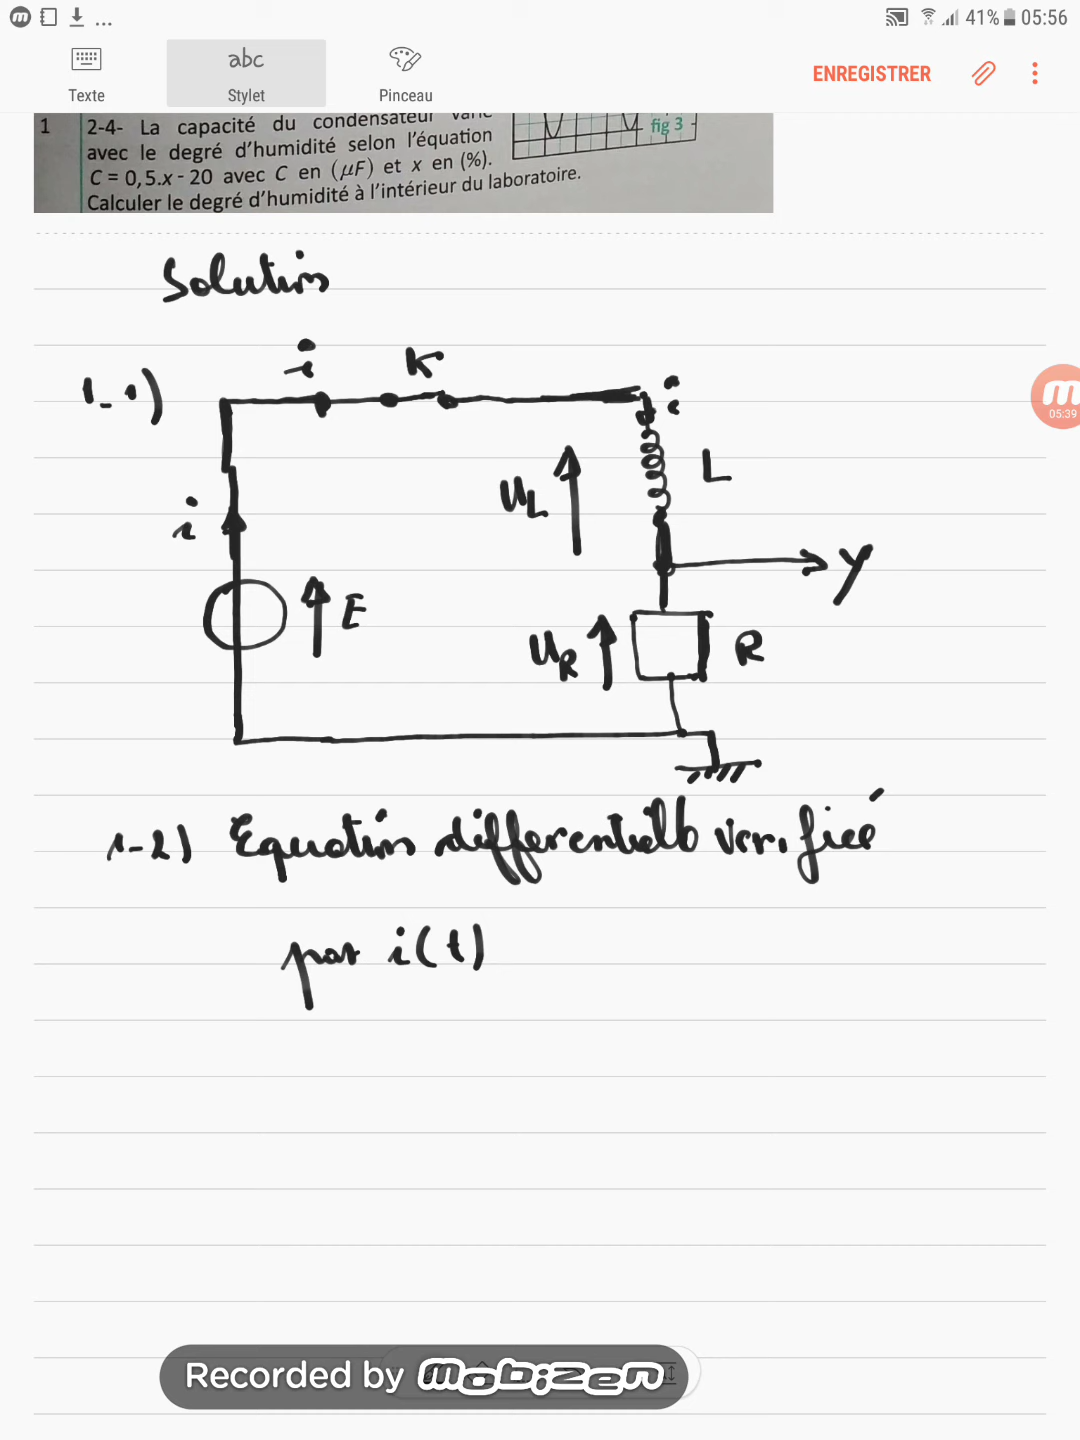 ... 41% 05:56
Texte
abc
Stylet
Pinceau
ENREGISTRER
1 2-4- La capacité du condensateur varie
avec le degré d'humidité selon l'équation
C = 0,5.x - 20 avec C en (μF) et x en (%).
Calculer le degré d'humidité à l'intérieur du laboratoire.
fig 3
Solution
1-1)
i
K
i
L
UL
i
Y
E
UR
R
05:39
1-2) Equation differentielle verifiée
par i(t)
Recorded by mobizen